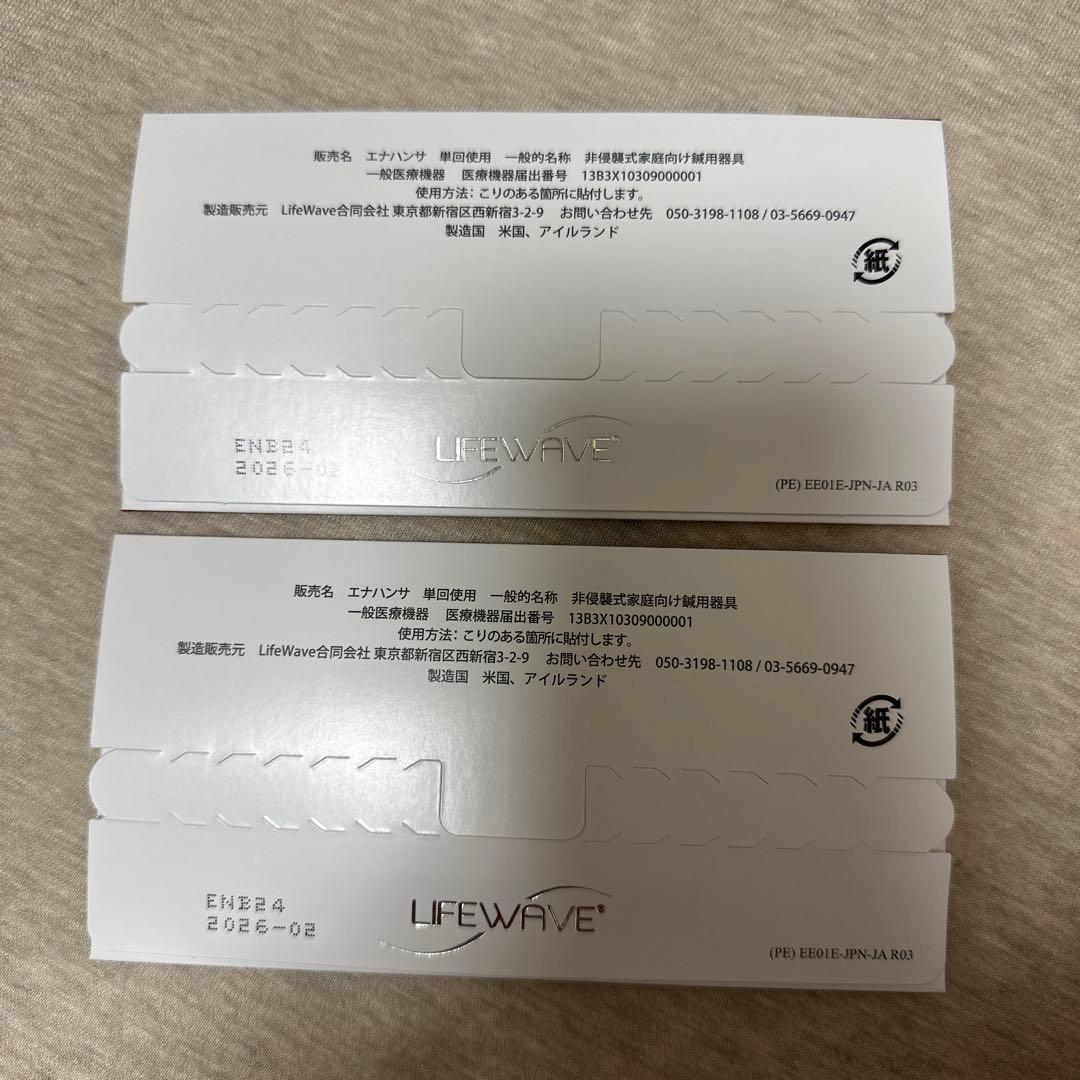 販売名　エナハンサ　単回使用　一般的名称　非侵襲式家庭向け鍼用器具
一般医療機器　医療機器届出番号　13B3X10309000001
使用方法：こりのある箇所に貼付します。
製造販売元　LifeWave合同会社 東京都新宿区西新宿3-2-9　お問い合わせ先　050-3198-1108 / 03-5669-0947
製造国　米国、アイルランド
紙
ENB24
2026-02
LIFEWAVE®
(PE) EE01E-JPN-JA R03
販売名　エナハンサ　単回使用　一般的名称　非侵襲式家庭向け鍼用器具
一般医療機器　医療機器届出番号　13B3X10309000001
使用方法：こりのある箇所に貼付します。
製造販売元　LifeWave合同会社 東京都新宿区西新宿3-2-9　お問い合わせ先　050-3198-1108 / 03-5669-0947
製造国　米国、アイルランド
紙
ENB24
2026-02
LIFEWAVE®
(PE) EE01E-JPN-JA R03